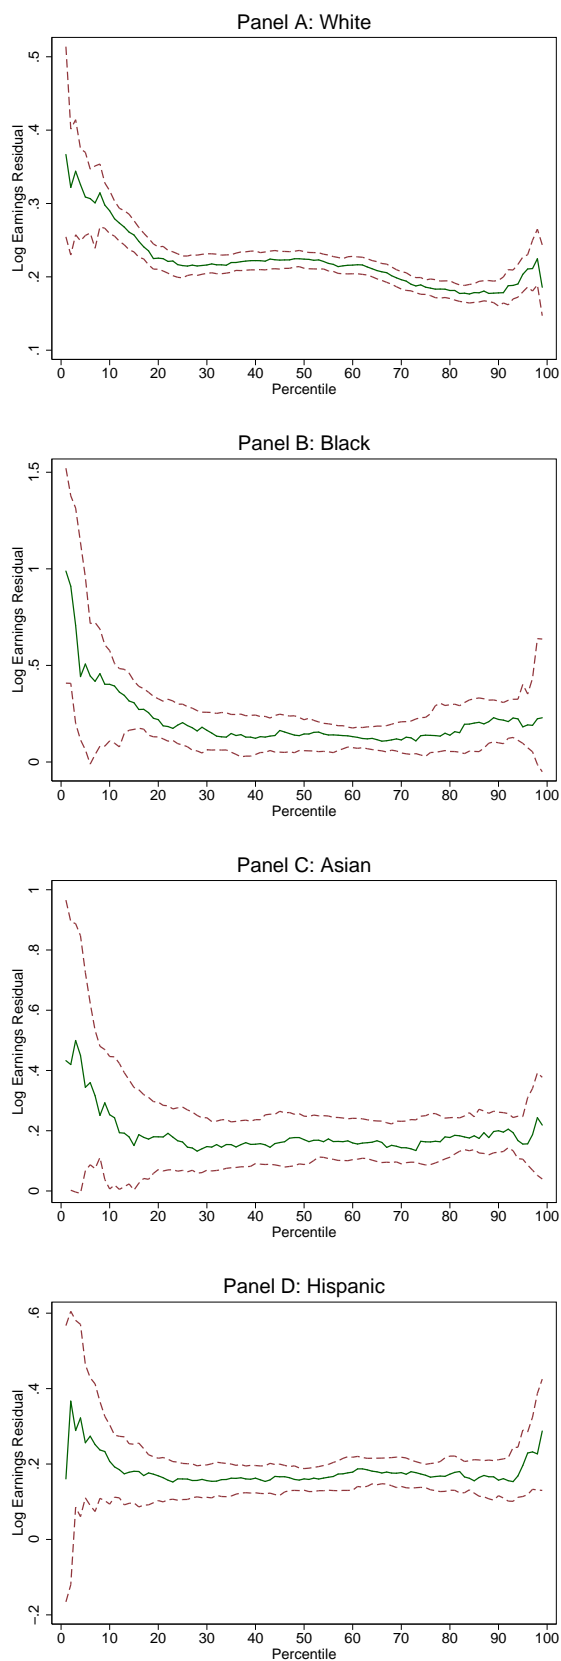 Panel A: White
Log Earnings Residual
.5
.4
.3
.2
.1
0 10 20 30 40 50 60 70 80 90 100
Percentile
Panel B: Black
Log Earnings Residual
1.5
1
.5
0
0 10 20 30 40 50 60 70 80 90 100
Percentile
Panel C: Asian
Log Earnings Residual
1
.8
.6
.4
.2
0
0 10 20 30 40 50 60 70 80 90 100
Percentile
Panel D: Hispanic
Log Earnings Residual
.6
.4
.2
0
-.2
0 10 20 30 40 50 60 70 80 90 100
Percentile